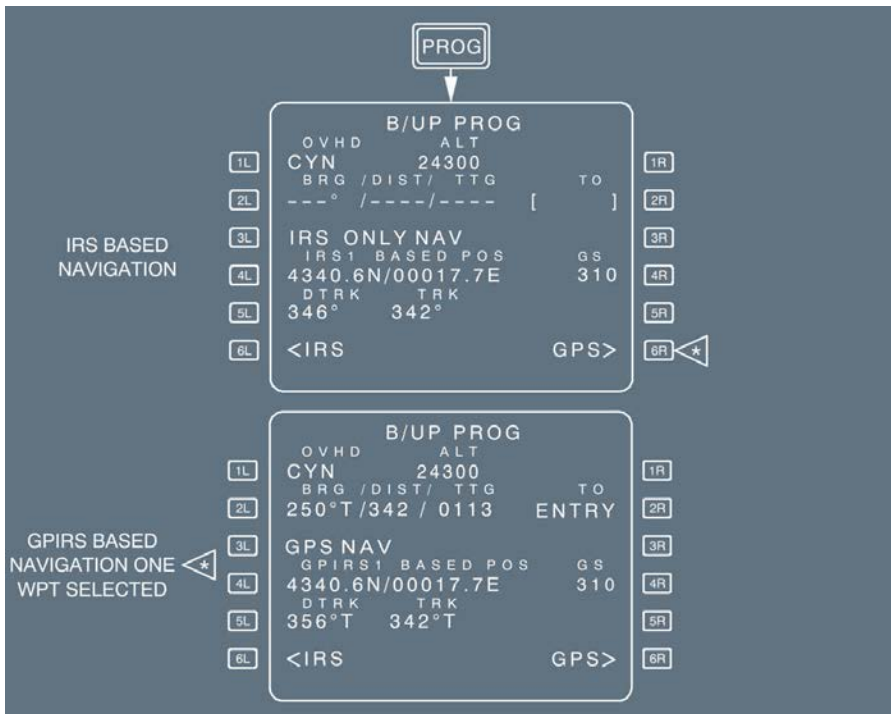 PROG
B/UP PROG
OVHD ALT
1L CYN 24300 1R
BRG /DIST/ TTG TO
2L ---° /----/---- [ ] 2R
3L IRS ONLY NAV 3R
IRS BASED
NAVIGATION
IRS1 BASED POS GS
4L 4340.6N/00017.7E 310 4R
DTRK TRK
5L 346° 342° 5R
6L <IRS GPS> 6R *
B/UP PROG
OVHD ALT
1L CYN 24300 1R
BRG /DIST/ TTG TO
2L 250°T /342 / 0113 ENTRY 2R
3L GPS NAV 3R
GPIRS BASED
NAVIGATION ONE *
WPT SELECTED
GPIRS1 BASED POS GS
4L 4340.6N/00017.7E 310 4R
DTRK TRK
5L 356°T 342°T 5R
6L <IRS GPS> 6R